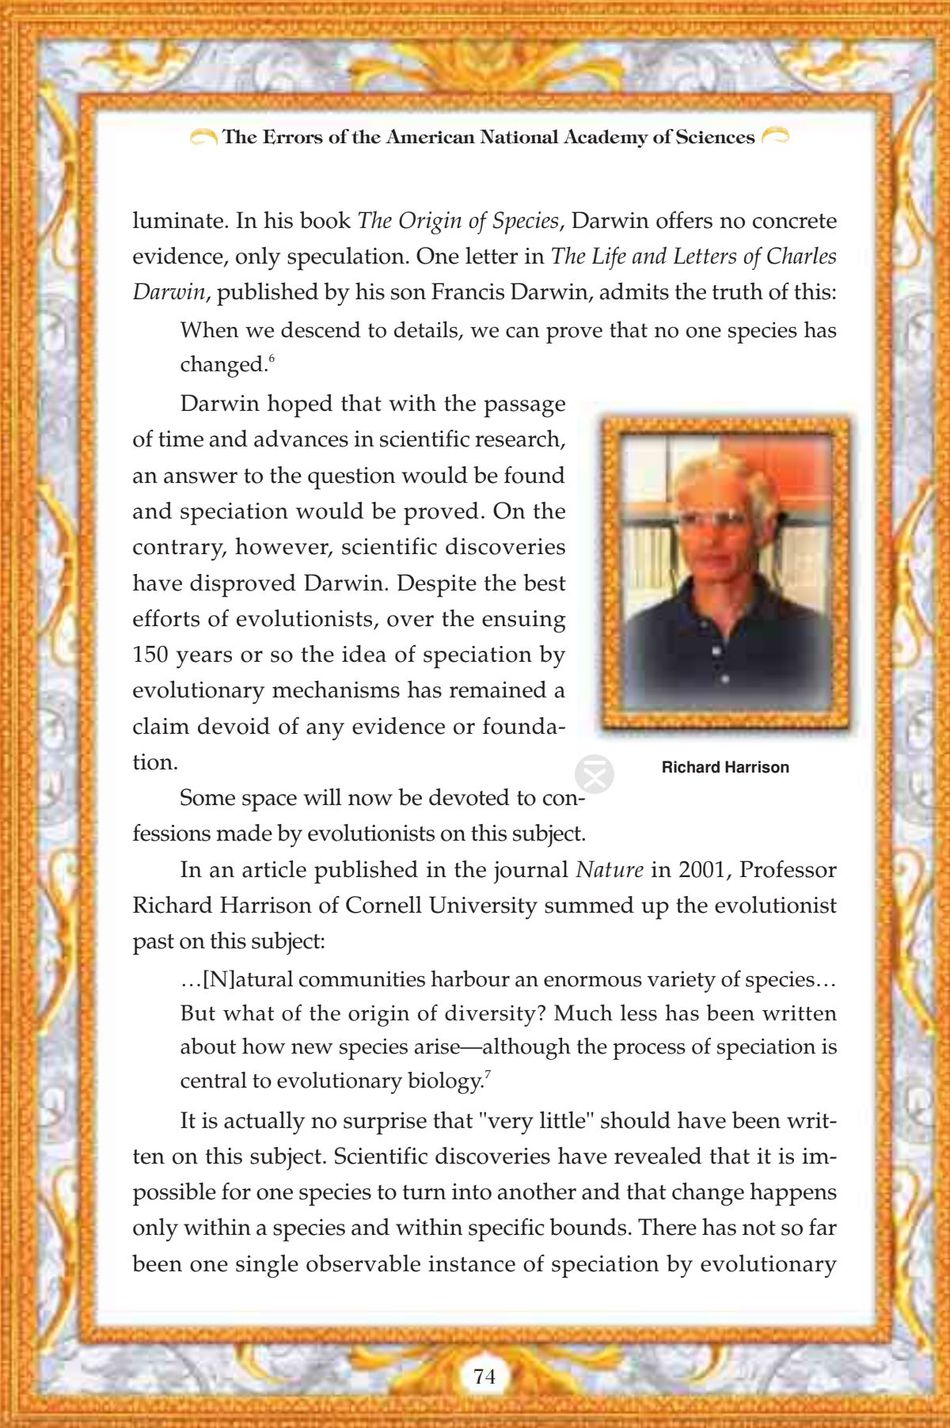 The Errors of the American National Academy of Sciences
luminate. In his book The Origin of Species, Darwin offers no concrete
evidence, only speculation. One letter in The Life and Letters of Charles
Darwin, published by his son Francis Darwin, admits the truth of this:
When we descend to details, we can prove that no one species has
changed.6
Darwin hoped that with the passage
of time and advances in scientific research,
an answer to the question would be found
and speciation would be proved. On the
contrary, however, scientific discoveries
have disproved Darwin. Despite the best
efforts of evolutionists, over the ensuing
150 years or so the idea of speciation by
evolutionary mechanisms has remained a
claim devoid of any evidence or founda-
tion.
Richard Harrison
Some space will now be devoted to con-
fessions made by evolutionists on this subject.
In an article published in the journal Nature in 2001, Professor
Richard Harrison of Cornell University summed up the evolutionist
past on this subject:
…[N]atural communities harbour an enormous variety of species…
But what of the origin of diversity? Much less has been written
about how new species arise—although the process of speciation is
central to evolutionary biology.7
It is actually no surprise that "very little" should have been writ-
ten on this subject. Scientific discoveries have revealed that it is im-
possible for one species to turn into another and that change happens
only within a species and within specific bounds. There has not so far
been one single observable instance of speciation by evolutionary
74